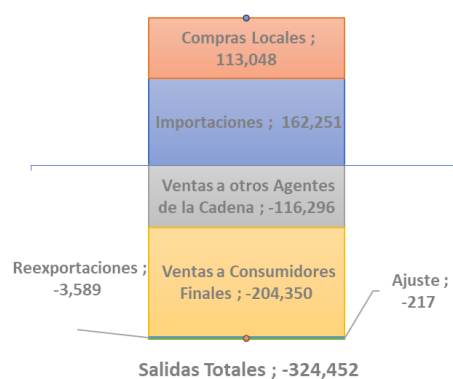 Compras Locales ;
113,048
Importaciones ; 162,251
Ventas a otros Agentes
de la Cadena ; -116,296
Reexportaciones ;
-3,589
Ventas a Consumidores
Finales ; -204,350
Ajuste ;
-217
Salidas Totales ; -324,452